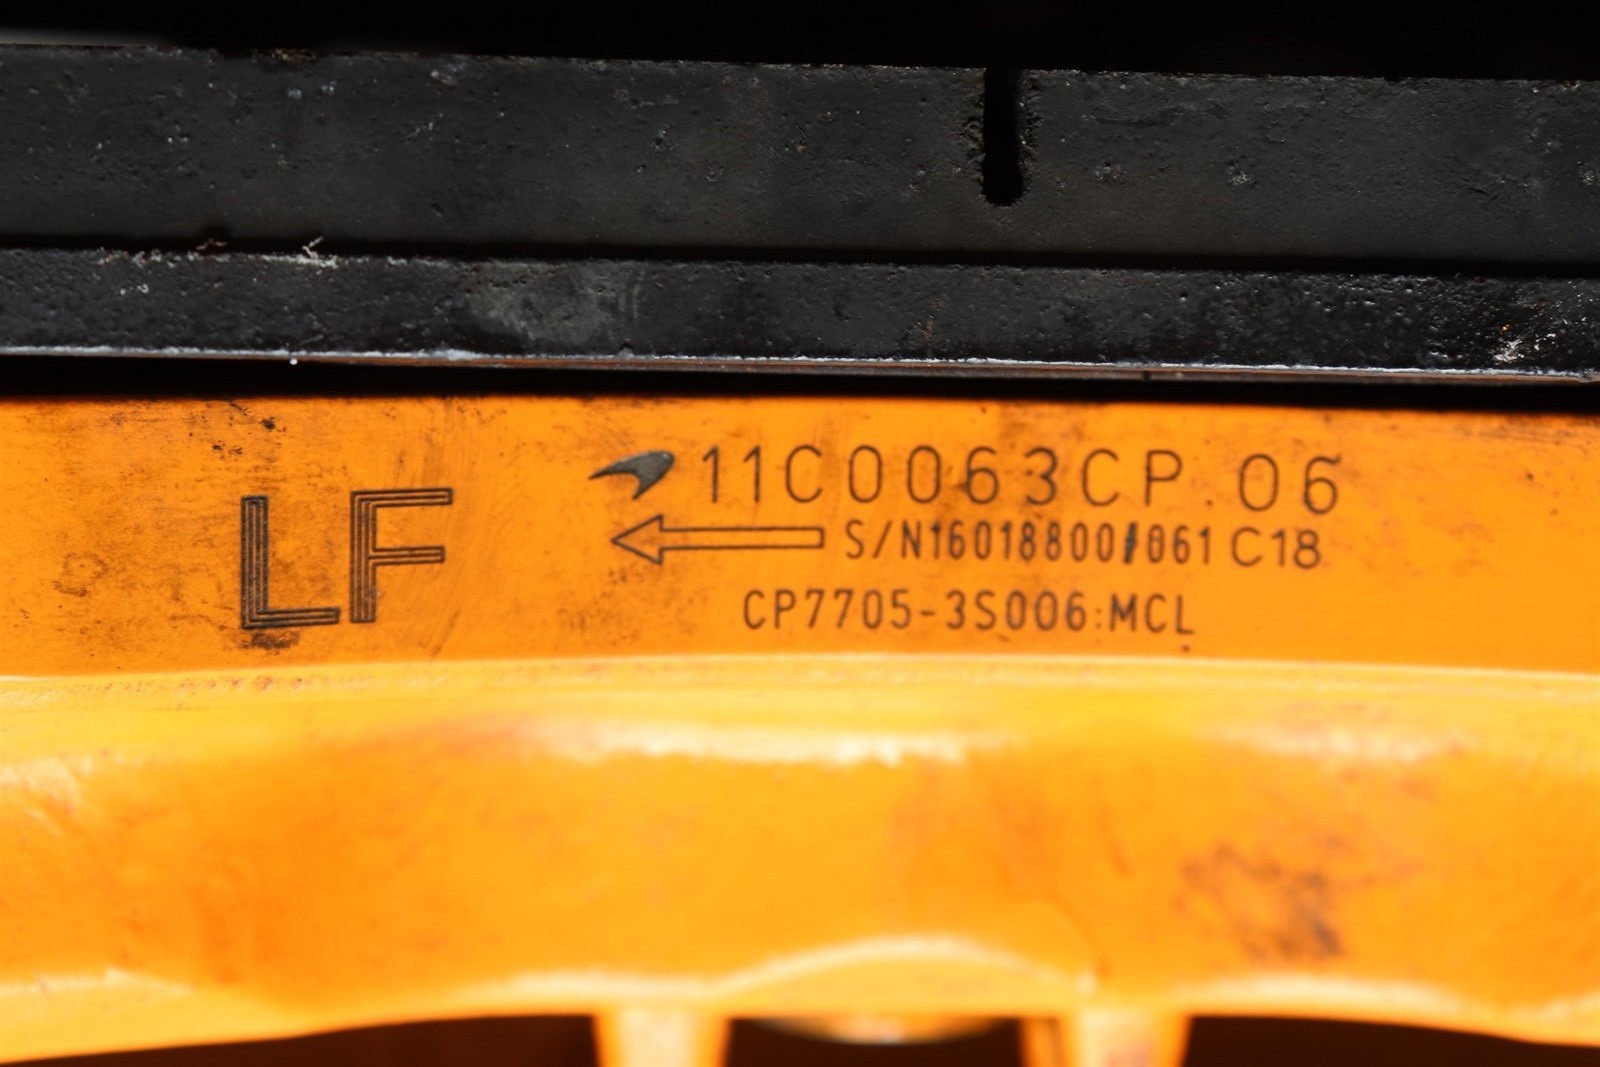 LF
11C0063CP.06
S/N16018800/061 C18
CP7705-3S006:MCL